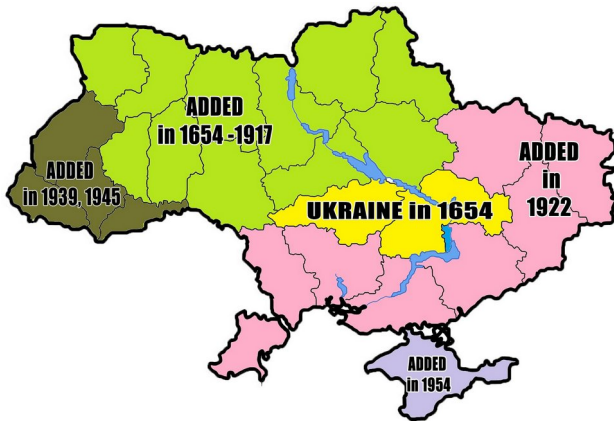 ADDED
in 1654 -1917
ADDED
in 1939, 1945
UKRAINE in 1654
ADDED
in
1922
ADDED
in 1954